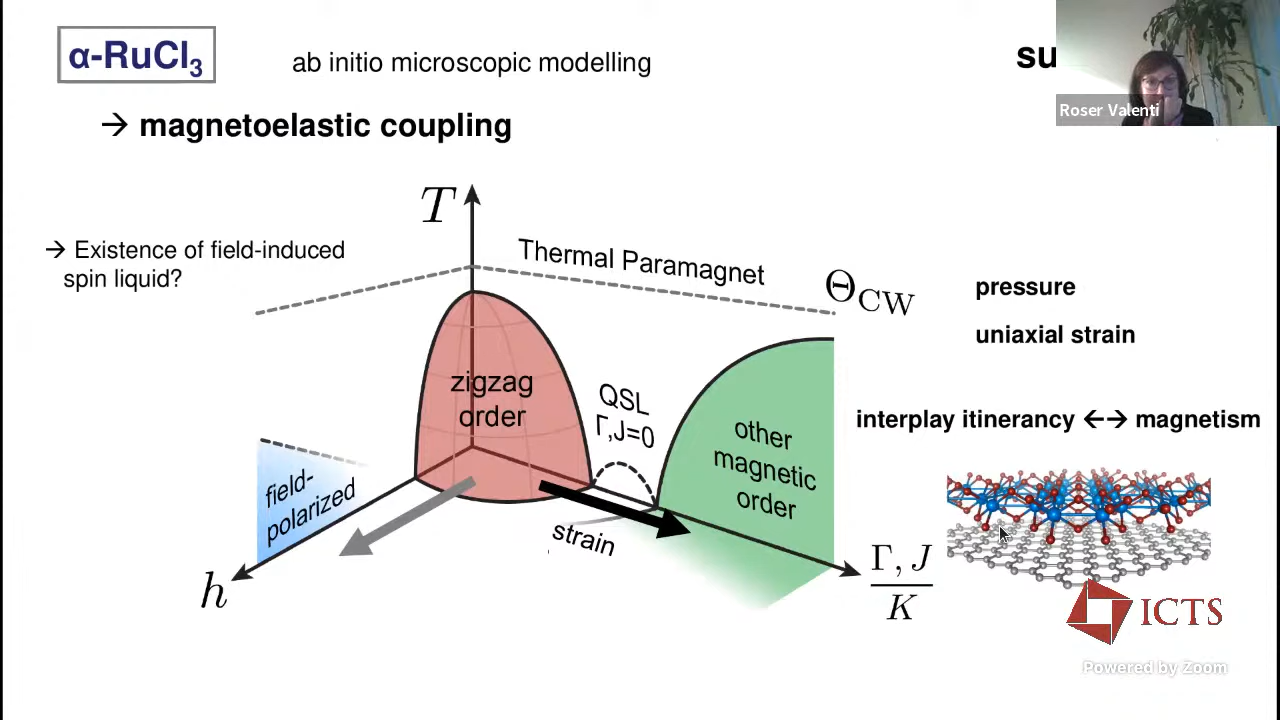 α-RuCl3
ab initio microscopic modelling
su
Roser Valenti
→ magnetoelastic coupling
T
→ Existence of field-induced
spin liquid?
Thermal Paramagnet
ΘCW
pressure
uniaxial strain
zigzag
order
QSL
Γ,J=0
other
magnetic
order
interplay itinerancy ←→ magnetism
field-
polarized
strain
h
Γ, J
K
ICTS
Powered by Zoom